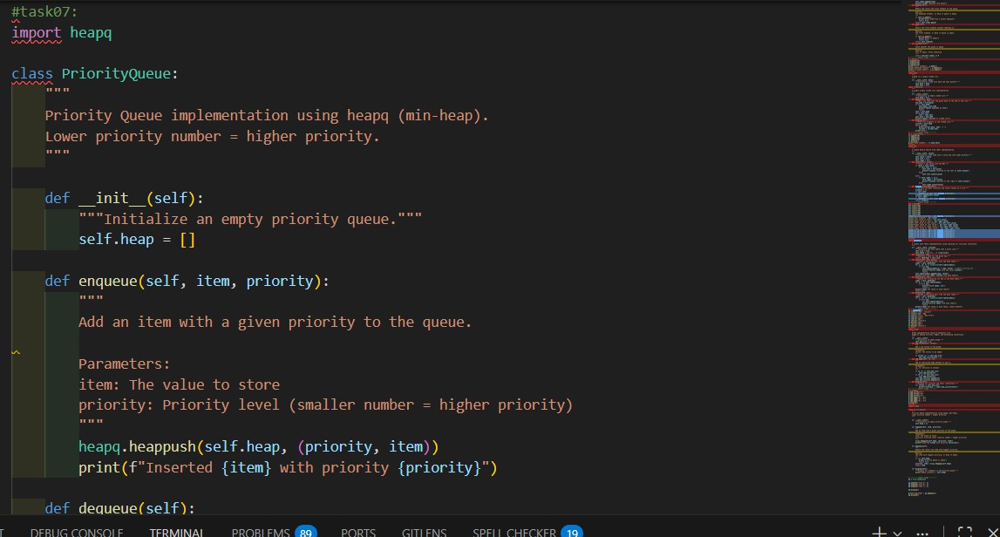 #task07:
import heapq

class PriorityQueue:
    """
    Priority Queue implementation using heapq (min-heap).
    Lower priority number = higher priority.
    """

    def __init__(self):
        """Initialize an empty priority queue."""
        self.heap = []

    def enqueue(self, item, priority):
        """
        Add an item with a given priority to the queue.

        Parameters:
        item: The value to store
        priority: Priority level (smaller number = higher priority)
        """
        heapq.heappush(self.heap, (priority, item))
        print(f"Inserted {item} with priority {priority}")

    def dequeue(self):
T DEBUG CONSOLE TERMINAL PROBLEMS 89 PORTS GITLENS SPELL CHECKER 19